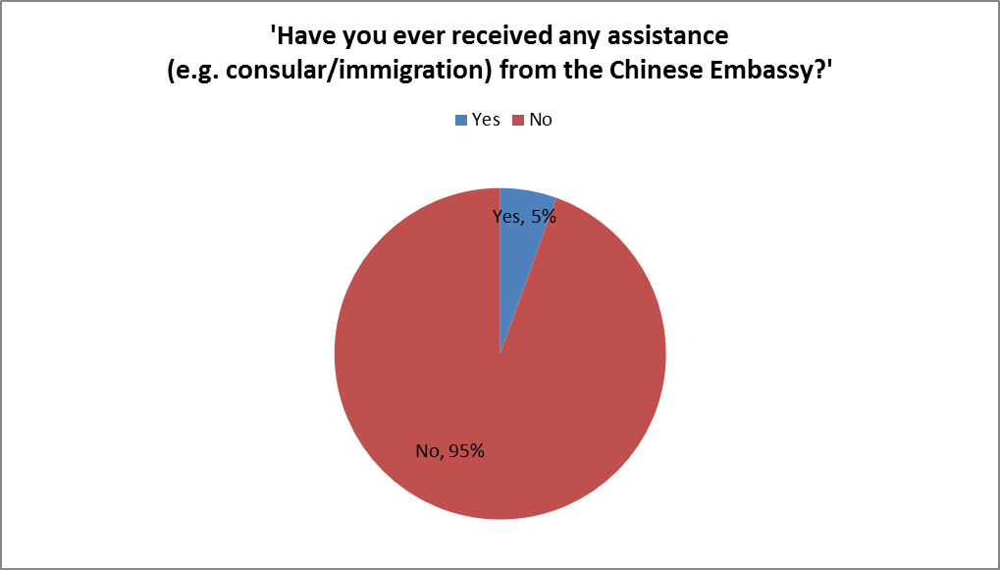 'Have you ever received any assistance
(e.g. consular/immigration) from the Chinese Embassy?'
Yes No
Yes, 5%
No, 95%